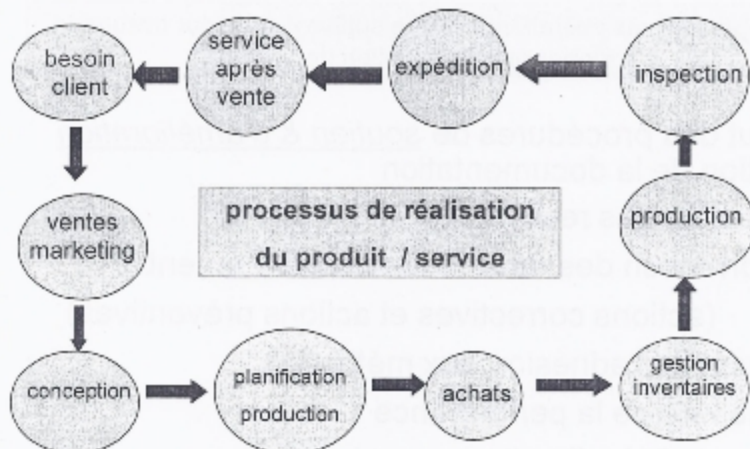 besoin
client
service
après
vente
expédition
inspection
ventes
marketing
processus de réalisation
du produit / service
production
conception
planification
production
achats
gestion
inventaires